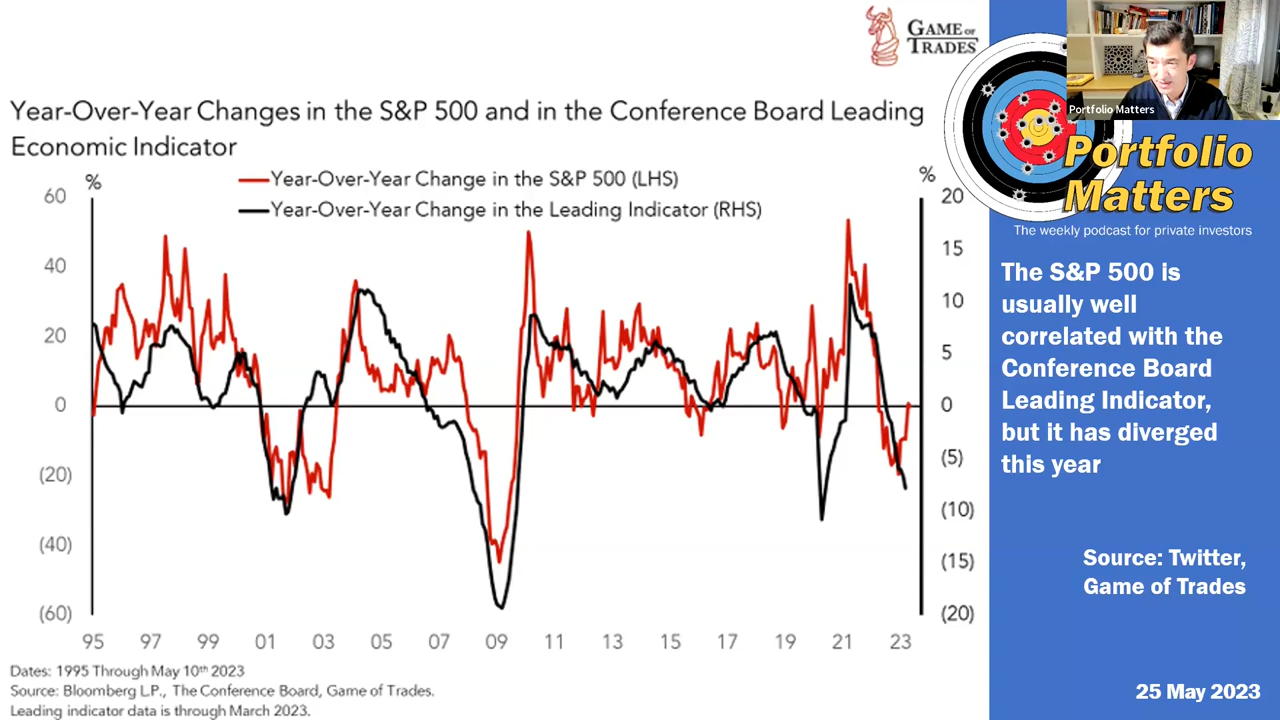 GAME OF
TRADES
Year-Over-Year Changes in the S&P 500 and in the Conference Board Leading
Economic Indicator
%
Year-Over-Year Change in the S&P 500 (LHS)
Year-Over-Year Change in the Leading Indicator (RHS)
%
60
40
20
0
(20)
(40)
(60)
20
15
10
5
0
(5)
(10)
(15)
(20)
95 97 99 01 03 05 07 09 11 13 15 17 19 21 23
Dates: 1995 Through May 10th 2023
Source: Bloomberg L.P., The Conference Board, Game of Trades.
Leading indicator data is through March 2023.
Portfolio Matters
Portfolio
Matters
The weekly podcast for private investors
The S&P 500 is
usually well
correlated with the
Conference Board
Leading Indicator,
but it has diverged
this year
Source: Twitter,
Game of Trades
25 May 2023